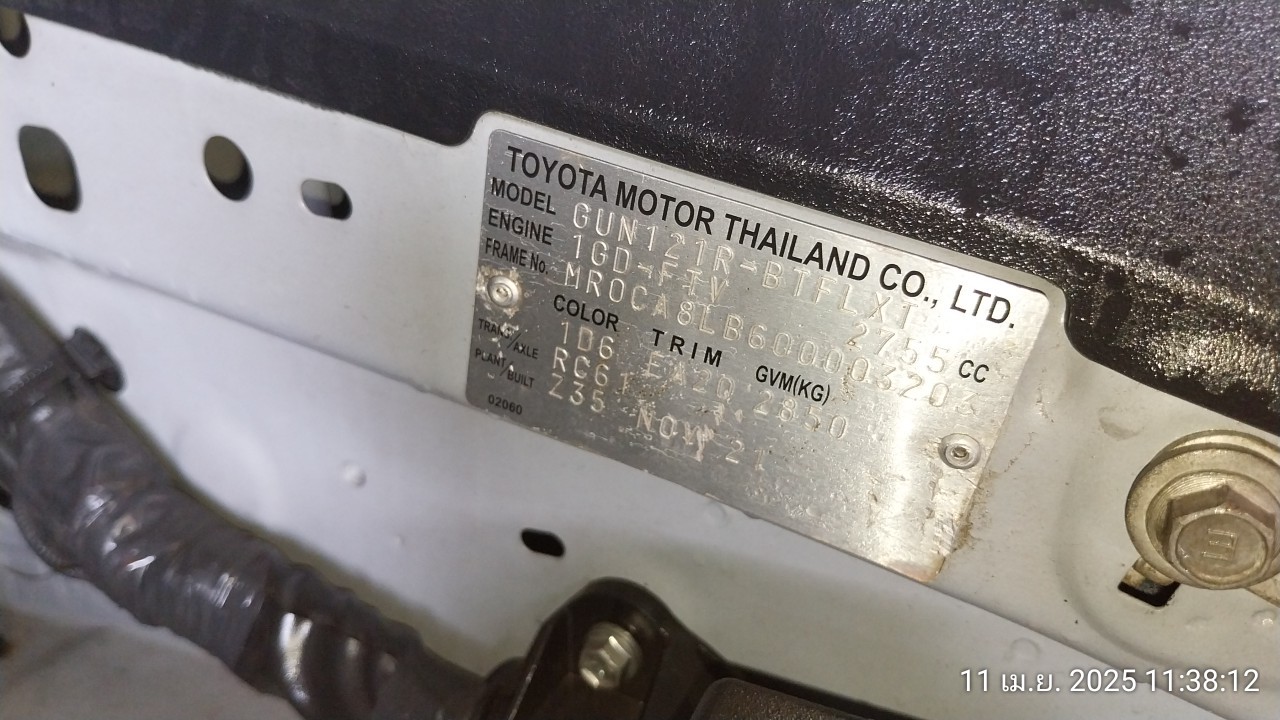 TOYOTA MOTOR THAILAND CO., LTD.
MODEL GUN121R-BTFLXT
ENGINE 1GD-FTV 2755 CC
FRAME No. MR0CA8LB600003203
COLOR TRIM GVM(KG)
1D6 EA20 2850
TRANS/AXLE RC61
PLANT/BUILT Z35 NOV 21
02060
11 เม.ย. 2025 11:38:12